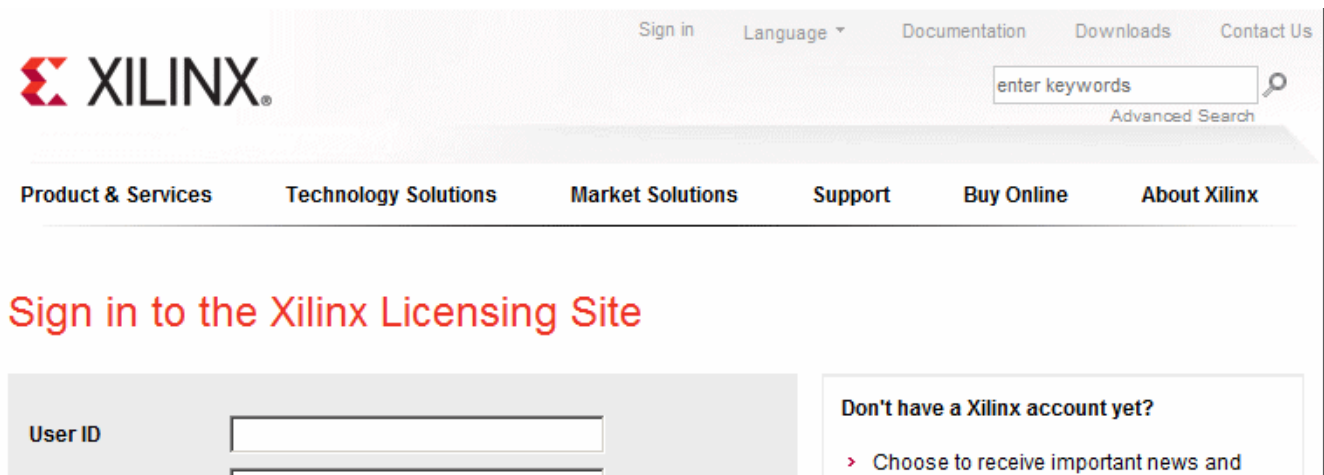 Sign in Language Documentation Downloads Contact Us
XILINX®
enter keywords
Advanced Search
Product & Services Technology Solutions Market Solutions Support Buy Online About Xilinx
Sign in to the Xilinx Licensing Site
User ID
Don't have a Xilinx account yet?
Choose to receive important news and